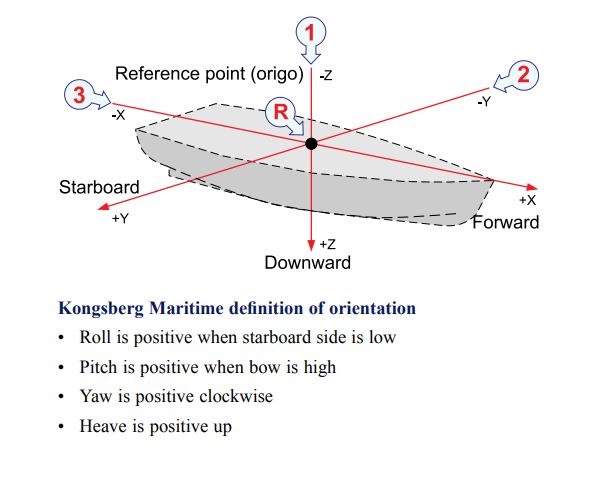 1
Reference point (origo)
-Z
2
3
-Y
R
-X
Starboard
+Y
+X
Forward
+Z
Downward
Kongsberg Maritime definition of orientation
• Roll is positive when starboard side is low
• Pitch is positive when bow is high
• Yaw is positive clockwise
• Heave is positive up